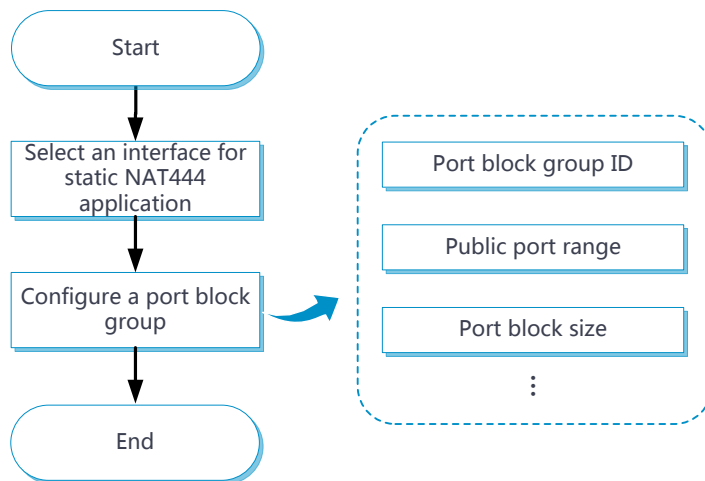 Start
Select an interface for
static NAT444
application
Configure a port block
group
End
Port block group ID
Public port range
Port block size
...